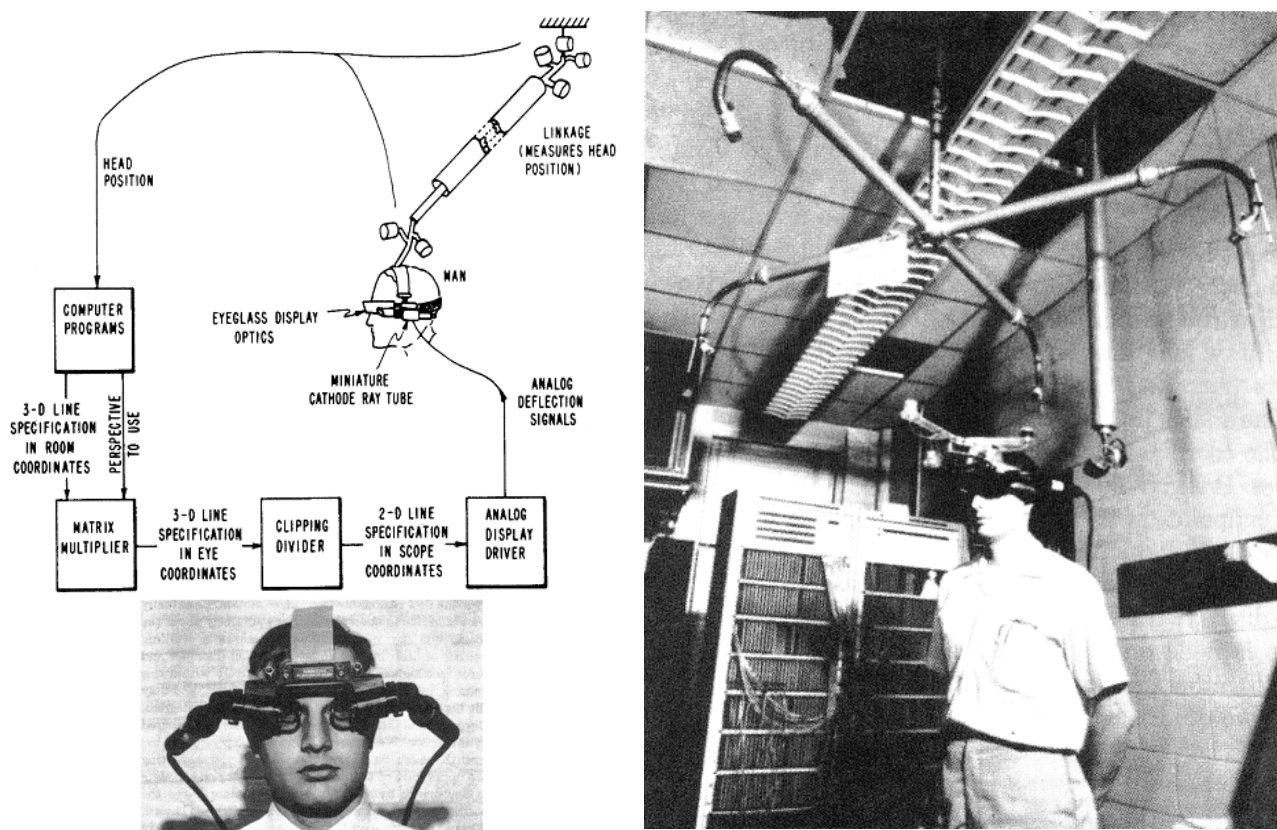 LINKAGE
(MEASURES HEAD
POSITION)
HEAD
POSITION
MAN
COMPUTER
PROGRAMS
EYEGLASS DISPLAY
OPTICS
MINIATURE
CATHODE RAY TUBE
ANALOG
DEFLECTION
SIGNALS
3-D LINE
SPECIFICATION
IN ROOM
COORDINATES
PERSPECTIVE
TO USE
MATRIX
MULTIPLIER
3-D LINE
SPECIFICATION
IN EYE
COORDINATES
CLIPPING
DIVIDER
2-D LINE
SPECIFICATION
IN SCOPE
COORDINATES
ANALOG
DISPLAY
DRIVER